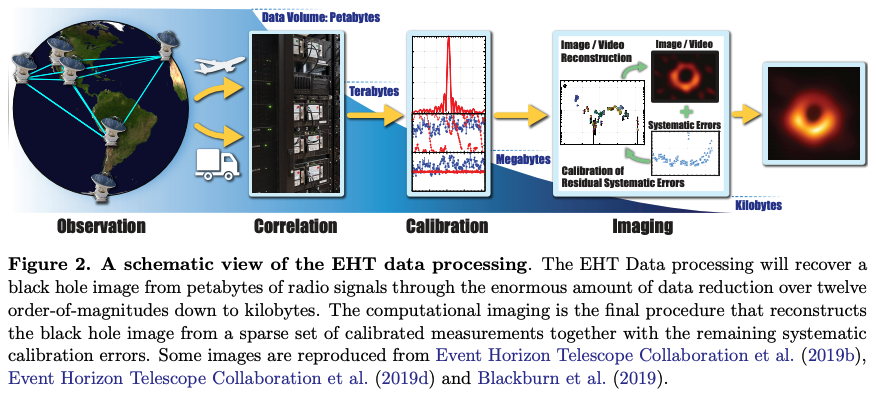 Data Volume: Petabytes
Image / Video
Reconstruction
Image / Video
Terabytes
Systematic Errors
Megabytes
Calibration of
Residual Systematic Errors
Kilobytes
Observation
Correlation
Calibration
Imaging
Figure 2. A schematic view of the EHT data processing. The EHT Data processing will recover a
black hole image from petabytes of radio signals through the enormous amount of data reduction over twelve
order-of-magnitudes down to kilobytes. The computational imaging is the final procedure that reconstructs
the black hole image from a sparse set of calibrated measurements together with the remaining systematic
calibration errors. Some images are reproduced from Event Horizon Telescope Collaboration et al. (2019b),
Event Horizon Telescope Collaboration et al. (2019d) and Blackburn et al. (2019).